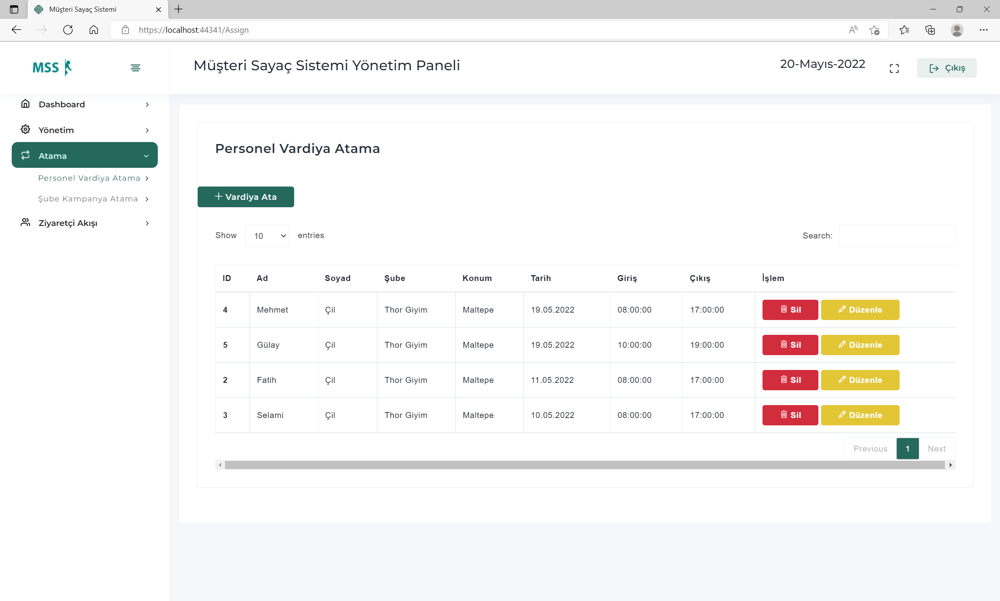 Müşteri Sayaç Sistemi
https://localhost:44341/Assign
MSS
Müşteri Sayaç Sistemi Yönetim Paneli
20-Mayıs-2022
Çıkış
Dashboard
Yönetim
Atama
Personel Vardiya Atama
Şube Kampanya Atama
Ziyaretçi Akışı
Personel Vardiya Atama
+ Vardiya Ata
Show 10 entries
Search:
ID Ad Soyad Şube Konum Tarih Giriş Çıkış İşlem
4 Mehmet Çil Thor Giyim Maltepe 19.05.2022 08:00:00 17:00:00 Sil Düzenle
5 Gülay Çil Thor Giyim Maltepe 19.05.2022 10:00:00 19:00:00 Sil Düzenle
2 Fatih Çil Thor Giyim Maltepe 11.05.2022 08:00:00 17:00:00 Sil Düzenle
3 Selami Çil Thor Giyim Maltepe 10.05.2022 08:00:00 17:00:00 Sil Düzenle
Previous 1 Next